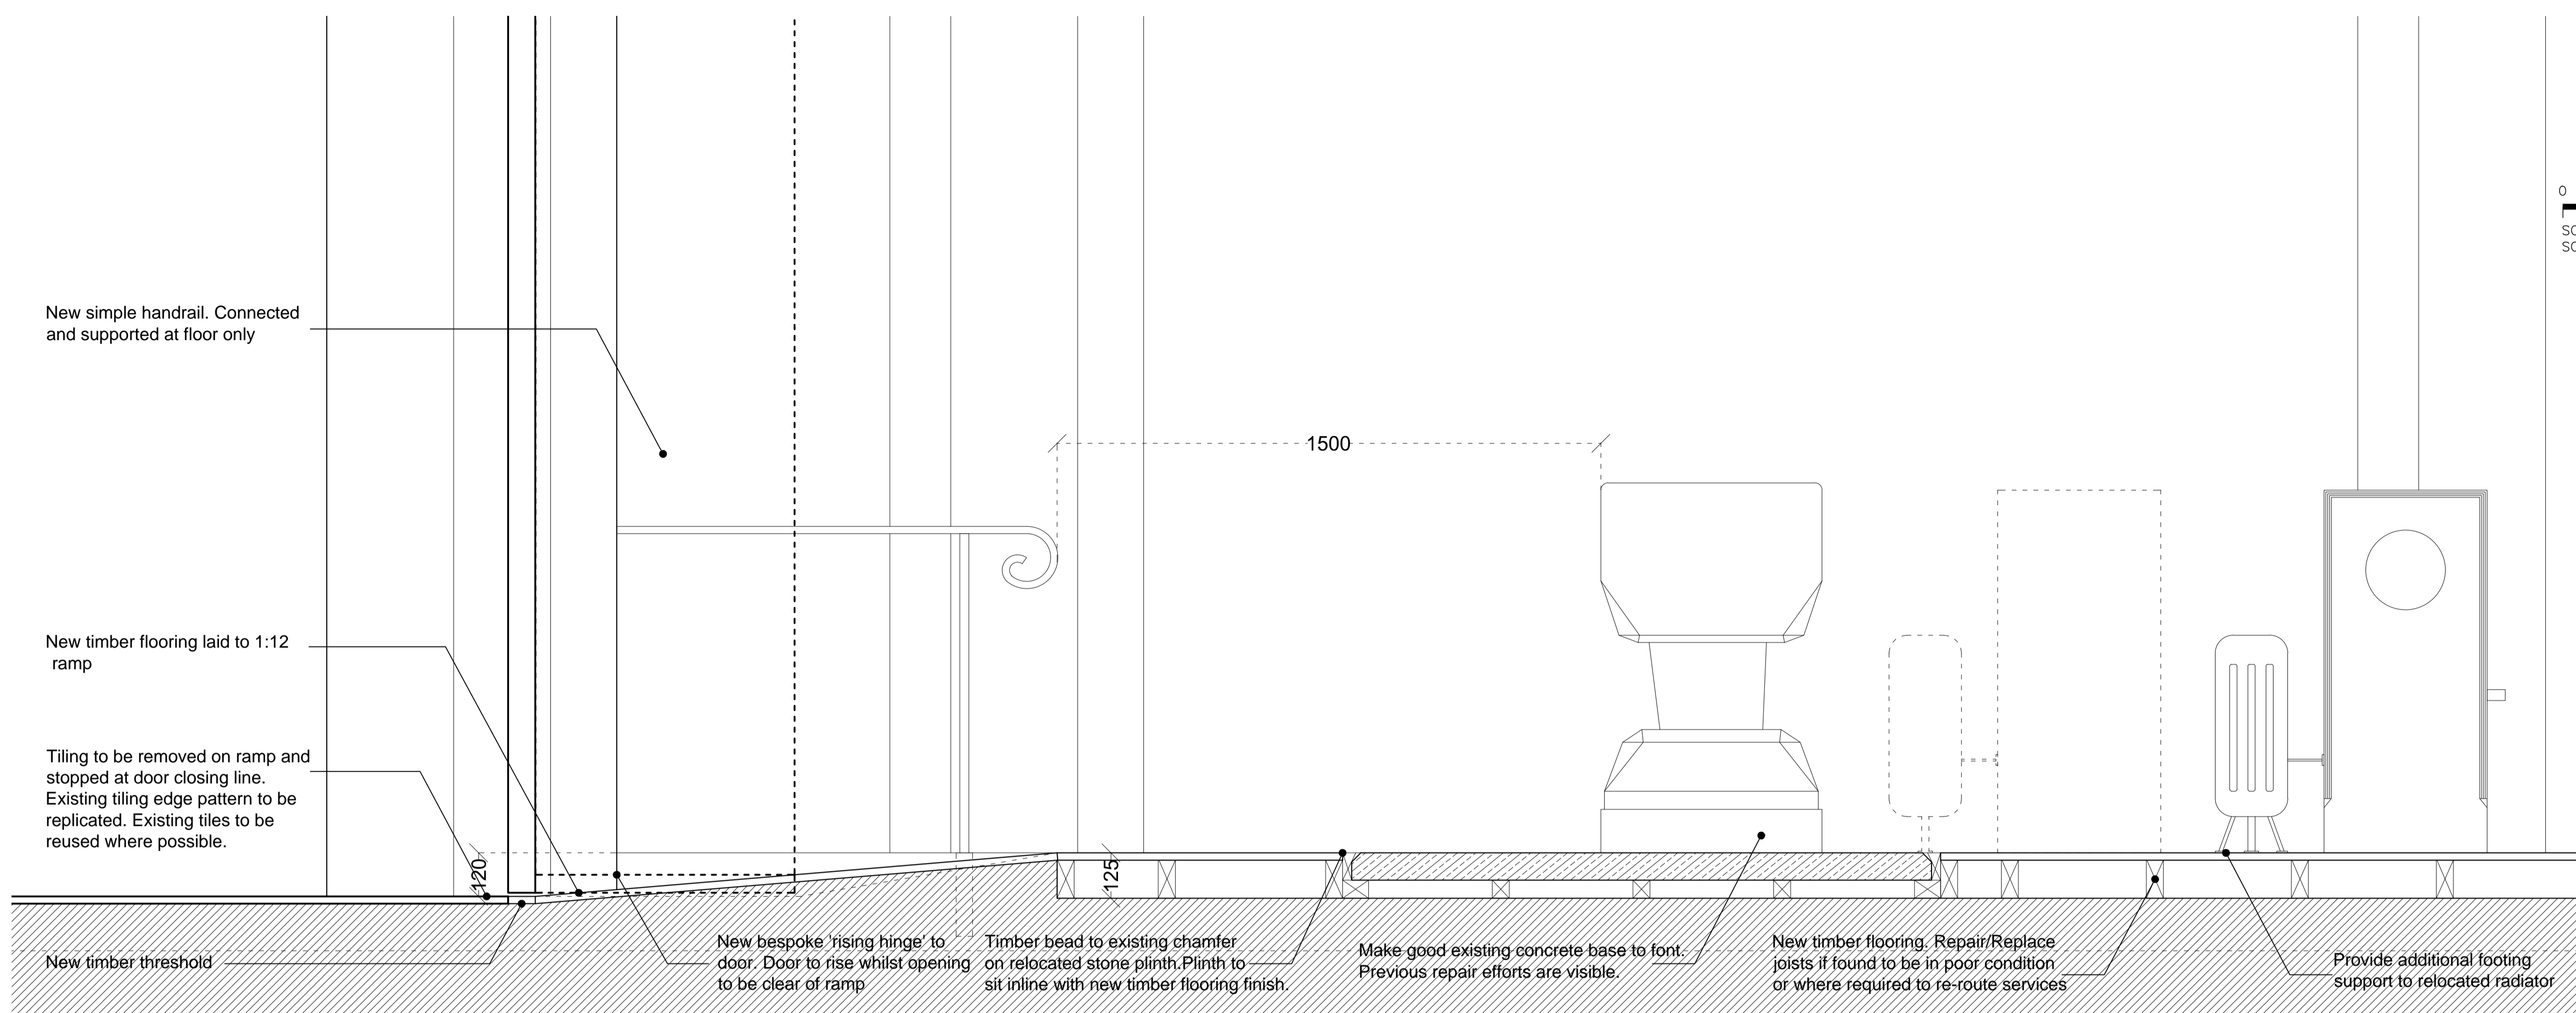 0
SC
SC
New simple handrail. Connected
and supported at floor only
1500
New timber flooring laid to 1:12
ramp
Tiling to be removed on ramp and
stopped at door closing line.
Existing tiling edge pattern to be
replicated. Existing tiles to be
reused where possible.
120
125
New timber threshold
New bespoke 'rising hinge' to
door. Door to rise whilst opening
to be clear of ramp
Timber bead to existing chamfer
on relocated stone plinth.Plinth to
sit inline with new timber flooring finish.
Make good existing concrete base to font.
Previous repair efforts are visible.
New timber flooring. Repair/Replace
joists if found to be in poor condition
or where required to re-route services
Provide additional footing
support to relocated radiator